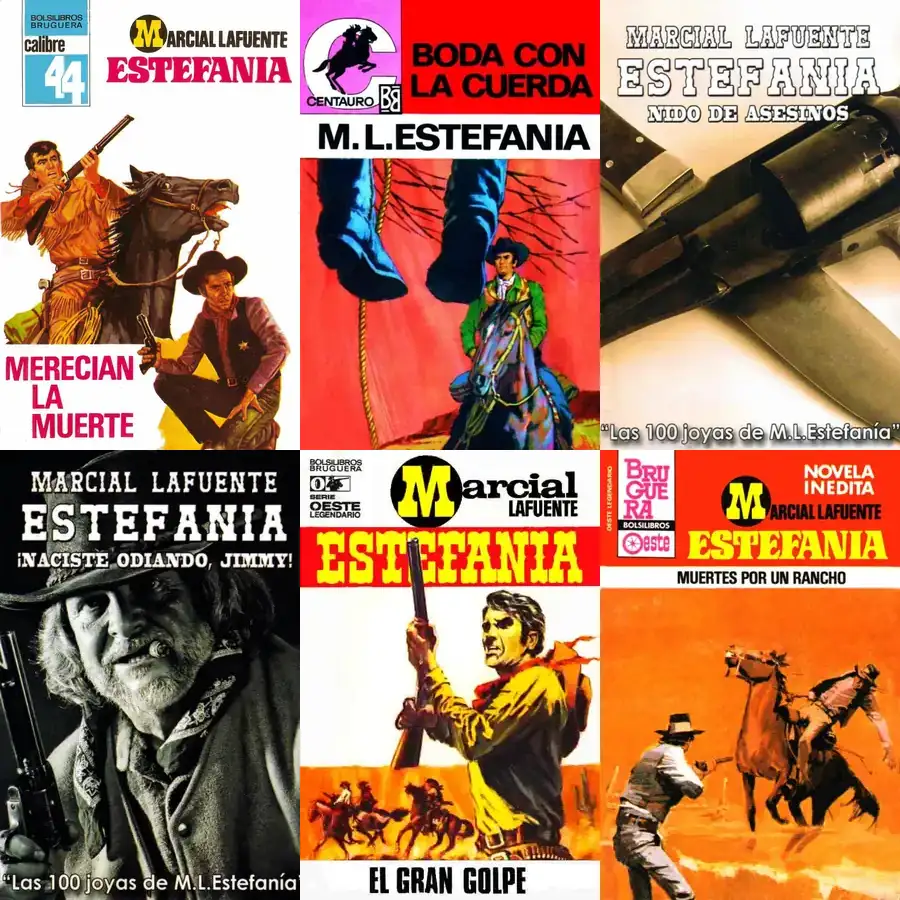 BOLSILIBROS
BRUGUERA
calibre
44
MARCIAL LAFUENTE
ESTEFANIA
MERECIAN
LA
MUERTE
C
CENTAURO
BB
BODA CON
LA CUERDA
M.L.ESTEFANIA
MARCIAL LAFUENTE
ESTEFANIA
NIDO DE ASESINOS
"Las 100 joyas de M.L.Estefanía"
MARCIAL LAFUENTE
ESTEFANIA
¡NACISTE ODIANDO, JIMMY!
"Las 100 joyas de M.L.Estefanía"
BOLSILIBROS
BRUGUERA
SERIE
OESTE
LEGENDARIO
Marcial
LAFUENTE
ESTEFANIA
EL GRAN GOLPE
OESTE LEGENDARIO
BRU
GUE
RA
BOLSILIBROS
Oeste
NOVELA
INEDITA
MARCIAL LAFUENTE
ESTEFANIA
MUERTES POR UN RANCHO